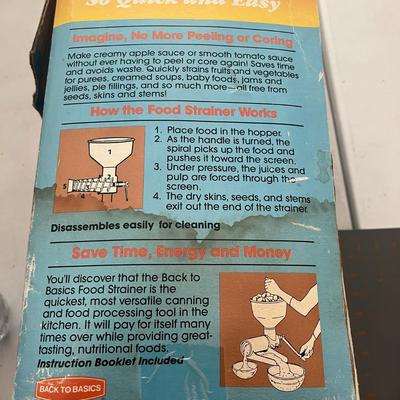 So Quick and Easy
Imagine, No More Peeling or Coring
Make creamy apple sauce or smooth tomato sauce
without ever having to peel or core again! Saves time
and avoids waste. Quickly strains fruits and vegetables
for purees, creamed soups, baby foods, jams and
jellies, pie fillings, and so much more—all free from
seeds, skins and stems!
How the Food Strainer Works
1. Place food in the hopper.
2. As the handle is turned, the
spiral picks up the food and
pushes it toward the screen.
3. Under pressure, the juices and
pulp are forced through the
screen.
4. The dry skins, seeds, and stems
exit out the end of the strainer
1
Disassembles easily for cleaning
Save Time, Energy and Money
You'll discover that the Back to
Basics Food Strainer is the
quickest, most versatile canning
and food processing tool in the
kitchen. It will pay for itself many
times over while providing great-
tasting, nutritional foods.
Instruction Booklet Included
BACK TO BASICS